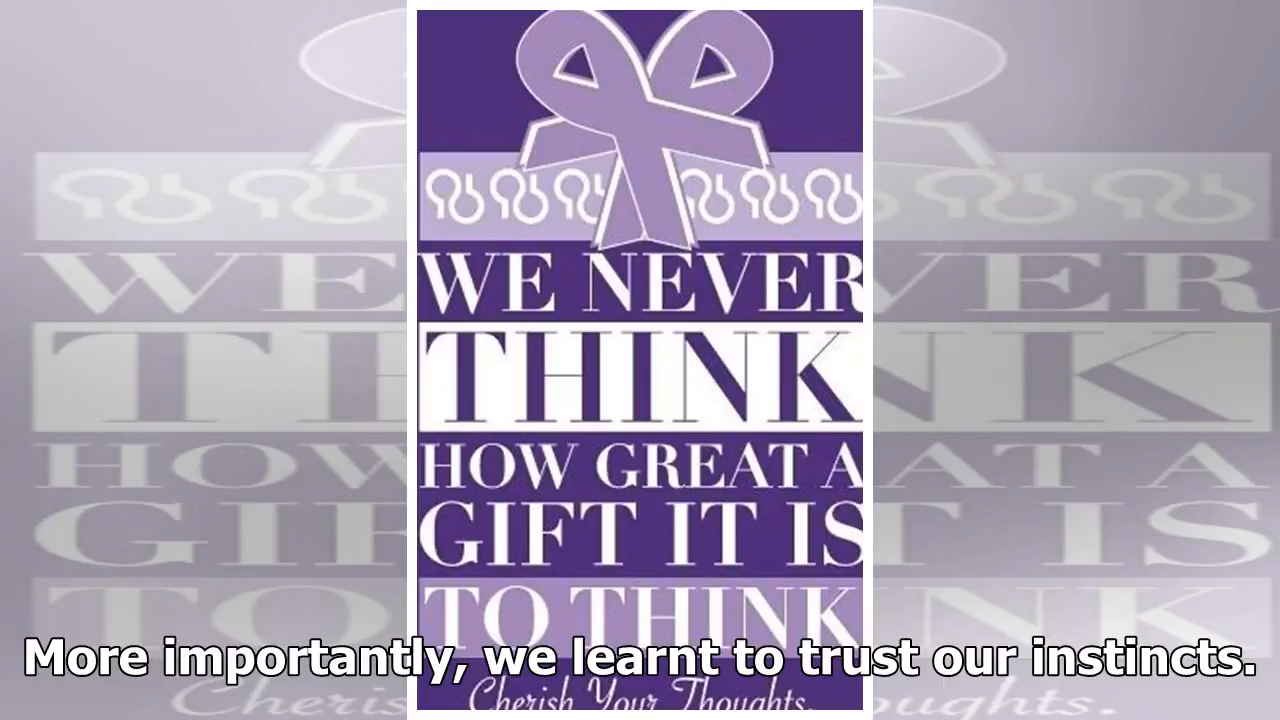 WE NEVER
THINK
HOW GREAT A
GIFT IT IS
TO THINK
More importantly, we learnt to trust our instincts.
Cherish Your Thoughts.